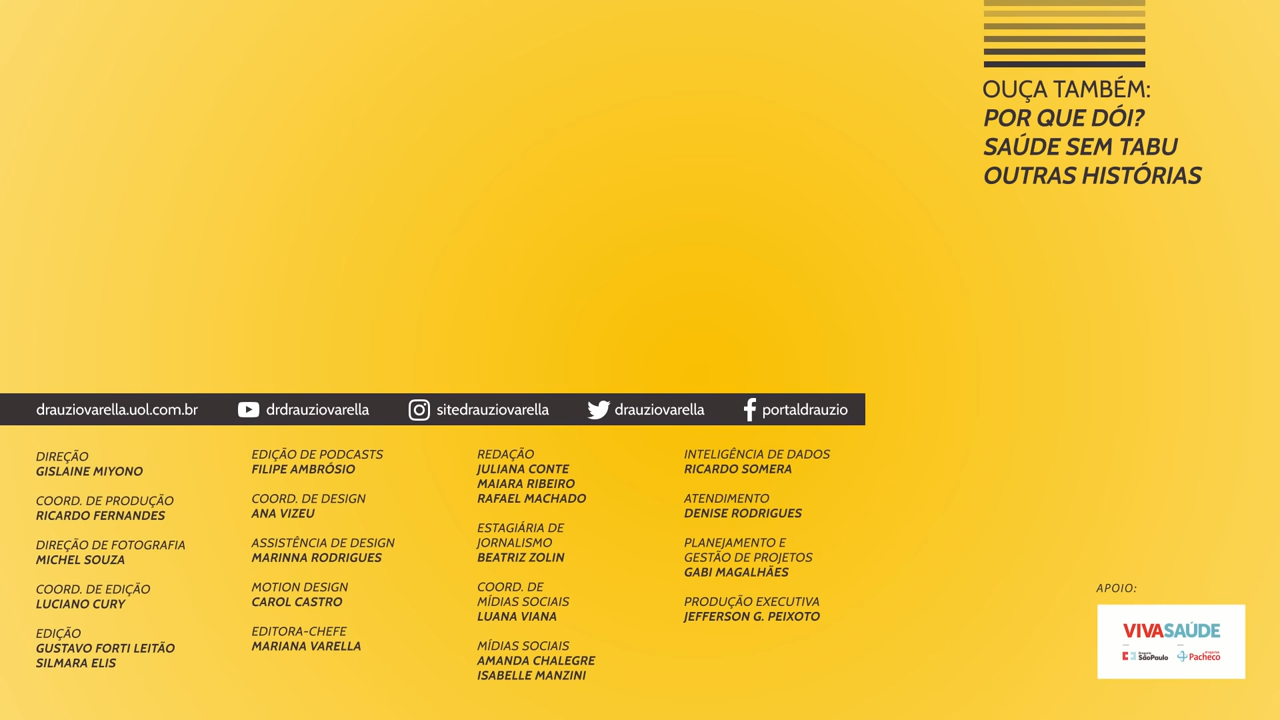 OUÇA TAMBÉM:
POR QUE DÓI?
SAÚDE SEM TABU
OUTRAS HISTÓRIAS
drauziovarella.uol.com.br
drdrauziovarella
sitedrauziovarella
drauziovarella
portaldrauzio
DIREÇÃO
GISLAINE MIYONO
COORD. DE PRODUÇÃO
RICARDO FERNANDES
DIREÇÃO DE FOTOGRAFIA
MICHEL SOUZA
COORD. DE EDIÇÃO
LUCIANO CURY
EDIÇÃO
GUSTAVO FORTI LEITÃO
SILMARA ELIS
EDIÇÃO DE PODCASTS
FILIPE AMBRÓSIO
COORD. DE DESIGN
ANA VIZEU
ASSISTÊNCIA DE DESIGN
MARINNA RODRIGUES
MOTION DESIGN
CAROL CASTRO
EDITORA-CHEFE
MARIANA VARELLA
REDAÇÃO
JULIANA CONTE
MAIARA RIBEIRO
RAFAEL MACHADO
ESTAGIÁRIA DE
JORNALISMO
BEATRIZ ZOLIN
COORD. DE
MÍDIAS SOCIAIS
LUANA VIANA
MÍDIAS SOCIAIS
AMANDA CHALEGRE
ISABELLE MANZINI
INTELIGÊNCIA DE DADOS
RICARDO SOMERA
ATENDIMENTO
DENISE RODRIGUES
PLANEJAMENTO E
GESTÃO DE PROJETOS
GABI MAGALHÃES
PRODUÇÃO EXECUTIVA
JEFFERSON G. PEIXOTO
APOIO:
VIVASAÚDE
SãoPaulo
Pacheco